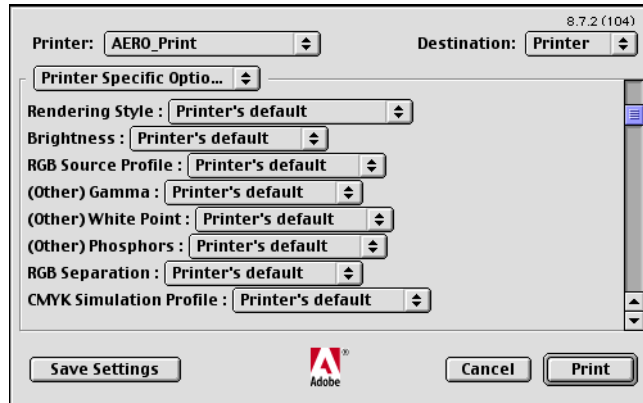 8.7.2 (104)
Printer: AERO_Print Destination: Printer
Printer Specific Optio...
Rendering Style : Printer's default
Brightness : Printer's default
RGB Source Profile : Printer's default
(Other) Gamma : Printer's default
(Other) White Point : Printer's default
(Other) Phosphors : Printer's default
RGB Separation : Printer's default
CMYK Simulation Profile : Printer's default
Save Settings Adobe® Cancel Print